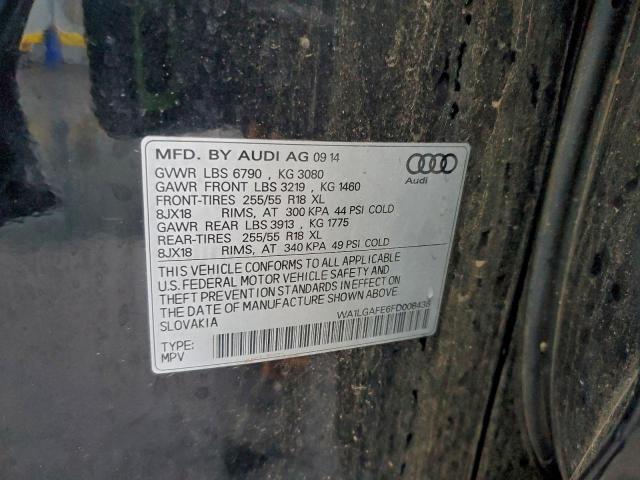 MFD. BY AUDI AG 09 14
GVWR LBS 6790 , KG 3080
GAWR FRONT LBS 3219 , KG 1460
FRONT-TIRES 255/55 R18 XL
8JX18 RIMS, AT 300 KPA 44 PSI COLD
GAWR REAR LBS 3913 , KG 1775
REAR-TIRES 255/55 R18 XL
8JX18 RIMS, AT 340 KPA 49 PSI COLD
THIS VEHICLE CONFORMS TO ALL APPLICABLE
U.S. FEDERAL MOTOR VEHICLE SAFETY AND
THEFT PREVENTION STANDARDS IN EFFECT ON
THE DATE OF MANUFACTURE SHOWN ABOVE.
SLOVAKIA
WA1LGAFE6FD008438
TYPE:
MPV
Audi